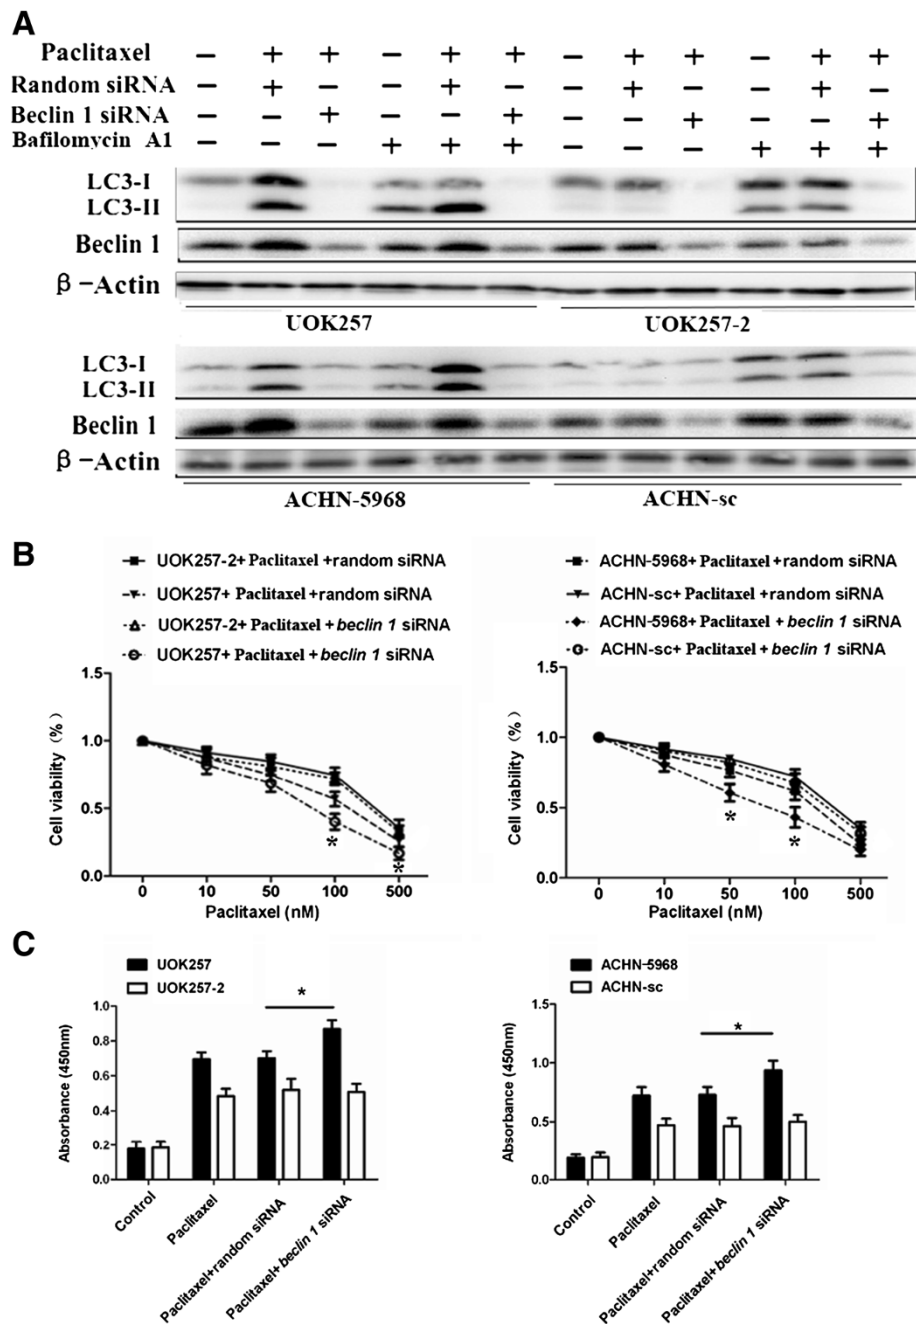 A
Paclitaxel − + + − + + − + + − + +
Random siRNA − + − − + − − + − − + −
Beclin 1 siRNA − − + − − + − − + − − +
Bafilomycin A1 − − − + + + − − − + + +
LC3-I
LC3-II
Beclin 1
β-Actin
UOK257 UOK257-2
LC3-I
LC3-II
Beclin 1
β-Actin
ACHN-5968 ACHN-sc
B
UOK257-2+ Paclitaxel +random siRNA
UOK257+ Paclitaxel +random siRNA
UOK257-2+ Paclitaxel + beclin 1 siRNA
UOK257+ Paclitaxel + beclin 1 siRNA
Cell viability (%)
1.5
1.0
0.5
0.0
* *
0 10 50 100 500
Paclitaxel (nM)
ACHN-5968+ Paclitaxel +random siRNA
ACHN-sc+ Paclitaxel +random siRNA
ACHN-5968+ Paclitaxel + beclin 1 siRNA
ACHN-sc+ Paclitaxel + beclin 1 siRNA
Cell viability (%)
1.5
1.0
0.5
0.0
* *
0 10 50 100 500
Paclitaxel (nM)
C
UOK257
UOK257-2
Absorbance (450nm)
1.0
0.8
0.6
0.4
0.2
0.0
*
Control
Paclitaxel
Paclitaxel+random siRNA
Paclitaxel+beclin 1 siRNA
ACHN-5968
ACHN-sc
Absorbance (450nm)
1.5
1.0
0.5
0.0
*
Control
Paclitaxel
Paclitaxel+random siRNA
Paclitaxel+beclin 1 siRNA